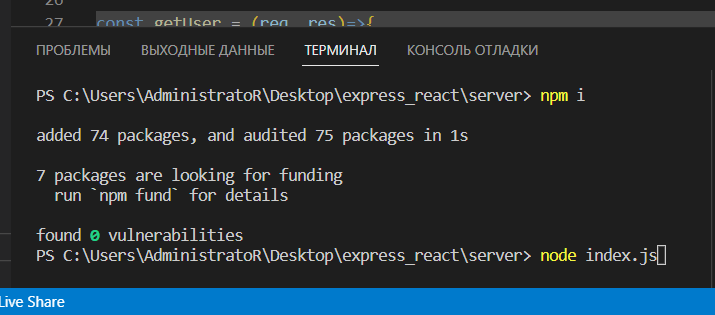 26
27 const getUser = (req, res)=>{
ПРОБЛЕМЫ ВЫХОДНЫЕ ДАННЫЕ ТЕРМИНАЛ КОНСОЛЬ ОТЛАДКИ
PS C:\Users\AdministratoR\Desktop\express_react\server> npm i
added 74 packages, and audited 75 packages in 1s
7 packages are looking for funding
run `npm fund` for details
found 0 vulnerabilities
PS C:\Users\AdministratoR\Desktop\express_react\server> node index.js
Live Share